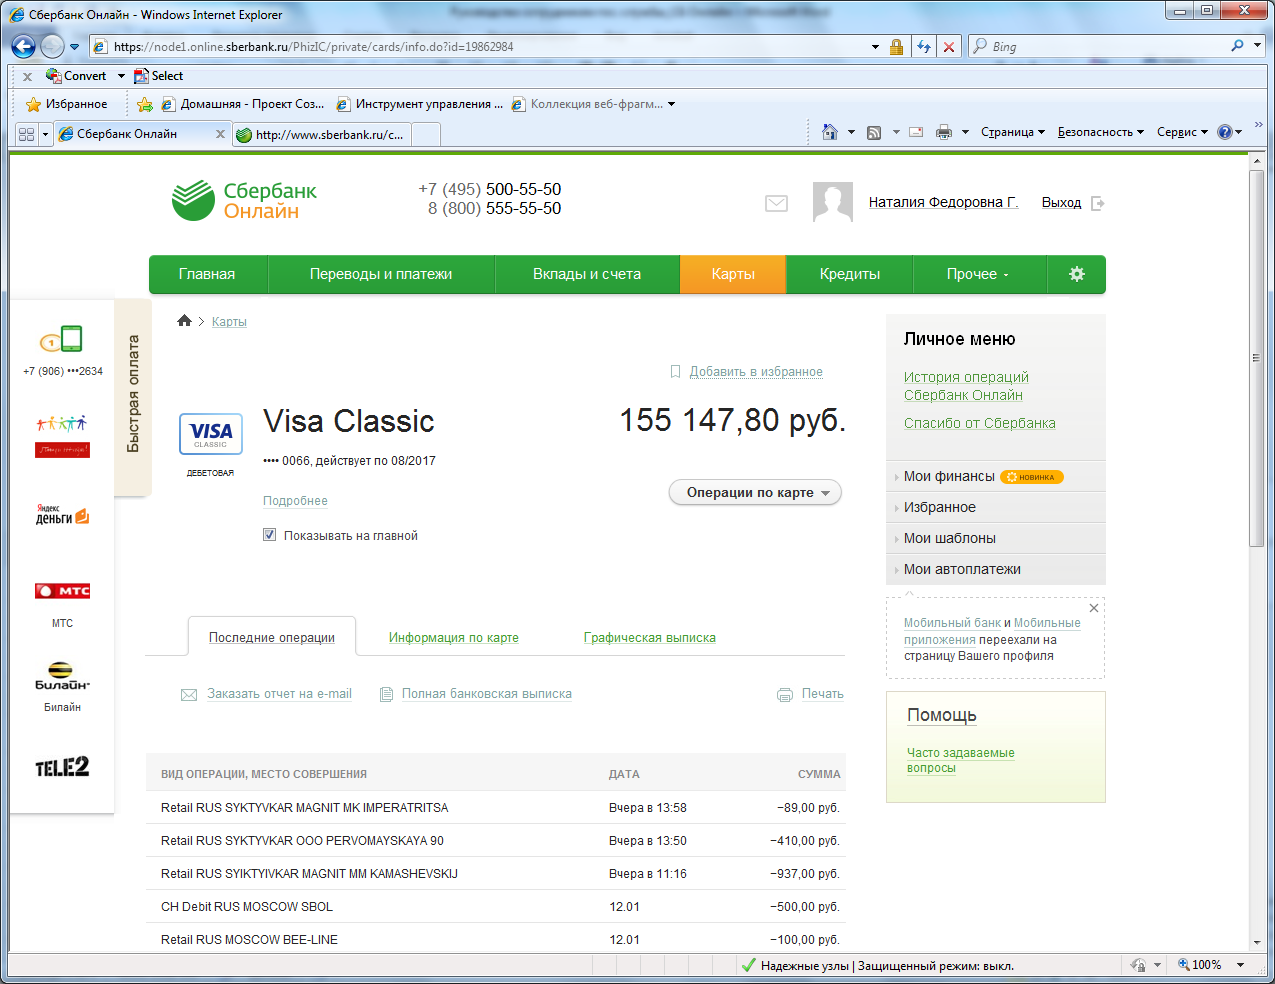 Сбербанк Онлайн - Windows Internet Explorer
https://node1.online.sberbank.ru/PhizIC/private/cards/info.do?id=19862984
Bing
Convert
Select
Избранное
Домашняя - Проект Соз...
Инструмент управления ...
Коллекция веб-фрагм...
Сбербанк Онлайн
http://www.sberbank.ru/c...
Страница
Безопасность
Сервис
Сбербанк
Онлайн
+7 (495) 500-55-50
8 (800) 555-55-50
Наталия Федоровна Г.
Выход
Главная
Переводы и платежи
Вклады и счета
Карты
Кредиты
Прочее
Быстрая оплата
1
+7 (906) •••2634
Яндекс
деньги
МТС
МТС
Билайн
Билайн
TELE2
Карты
Добавить в избранное
VISA
CLASSIC
ДЕБЕТОВАЯ
Visa Classic
155 147,80 руб.
•••• 0066, действует по 08/2017
Операции по карте
Подробнее
Показывать на главной
Последние операции
Информация по карте
Графическая выписка
Заказать отчет на e-mail
Полная банковская выписка
Печать
ВИД ОПЕРАЦИИ, МЕСТО СОВЕРШЕНИЯ ДАТА СУММА
Retail RUS SYKTYVKAR MAGNIT MK IMPERATRITSA Вчера в 13:58 −89,00 руб.
Retail RUS SYKTYVKAR OOO PERVOMAYSKAYA 90 Вчера в 13:50 −410,00 руб.
Retail RUS SYIKTYIVKAR MAGNIT MM KAMASHEVSKIJ Вчера в 11:16 −937,00 руб.
CH Debit RUS MOSCOW SBOL 12.01 −500,00 руб.
Retail RUS MOSCOW BEE-LINE 12.01 −100,00 руб.
Личное меню
История операций
Сбербанк Онлайн
Спасибо от Сбербанка
Мои финансы НОВИНКА
Избранное
Мои шаблоны
Мои автоплатежи
Мобильный банк и Мобильные
приложения переехали на
страницу Вашего профиля
Помощь
Часто задаваемые
вопросы
Надежные узлы | Защищенный режим: выкл.
100%